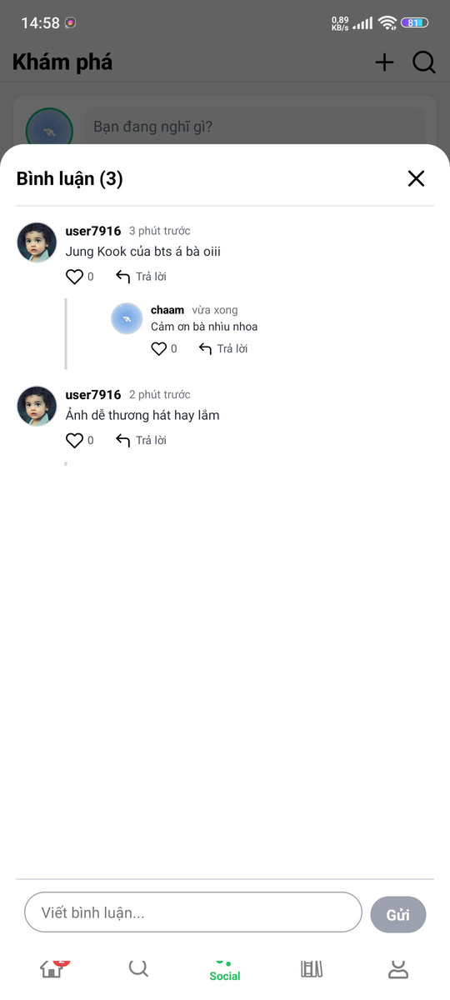 14:58
0,89
KB/s
81
Khám phá
Bạn đang nghĩ gì?
Bình luận (3)
user7916 3 phút trước
Jung Kook của bts á bà oiii
0 Trả lời
chaam vừa xong
Cảm ơn bà nhìu nhoa
0 Trả lời
user7916 2 phút trước
Ảnh dễ thương hát hay lắm
0 Trả lời
Viết bình luận...
Gửi
Social